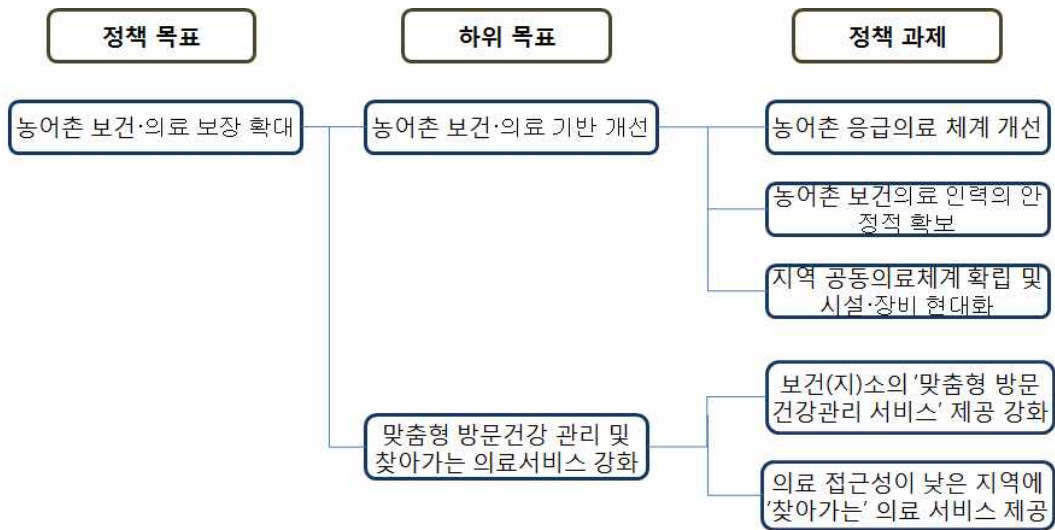 정책 목표
하위 목표
정책 과제
농어촌 보건·의료 보장 확대
농어촌 보건·의료 기반 개선
농어촌 응급의료 체계 개선
농어촌 보건의료 인력의 안
정적 확보
지역 공동의료체계 확립 및
시설·장비 현대화
맞춤형 방문건강 관리 및
찾아가는 의료서비스 강화
보건(지)소의 '맞춤형 방문
건강관리 서비스' 제공 강화
의료 접근성이 낮은 지역에
'찾아가는' 의료 서비스 제공